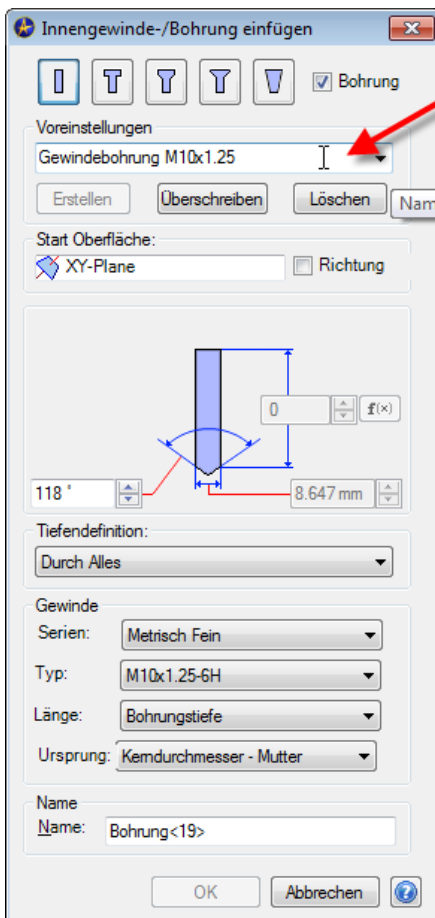 Innengewinde-/Bohrung einfügen
Bohrung
Voreinstellungen
Gewindebohrung M10x1.25
Erstellen Überschreiben Löschen Nam
Start Oberfläche:
XY-Plane Richtung
0 f(x)
118 ° 8.647 mm
Tiefendefinition:
Durch Alles
Gewinde
Serien: Metrisch Fein
Typ: M10x1.25-6H
Länge: Bohrungstiefe
Ursprung: Kerndurchmesser - Mutter
Name
Name: Bohrung<19>
OK Abbrechen ?